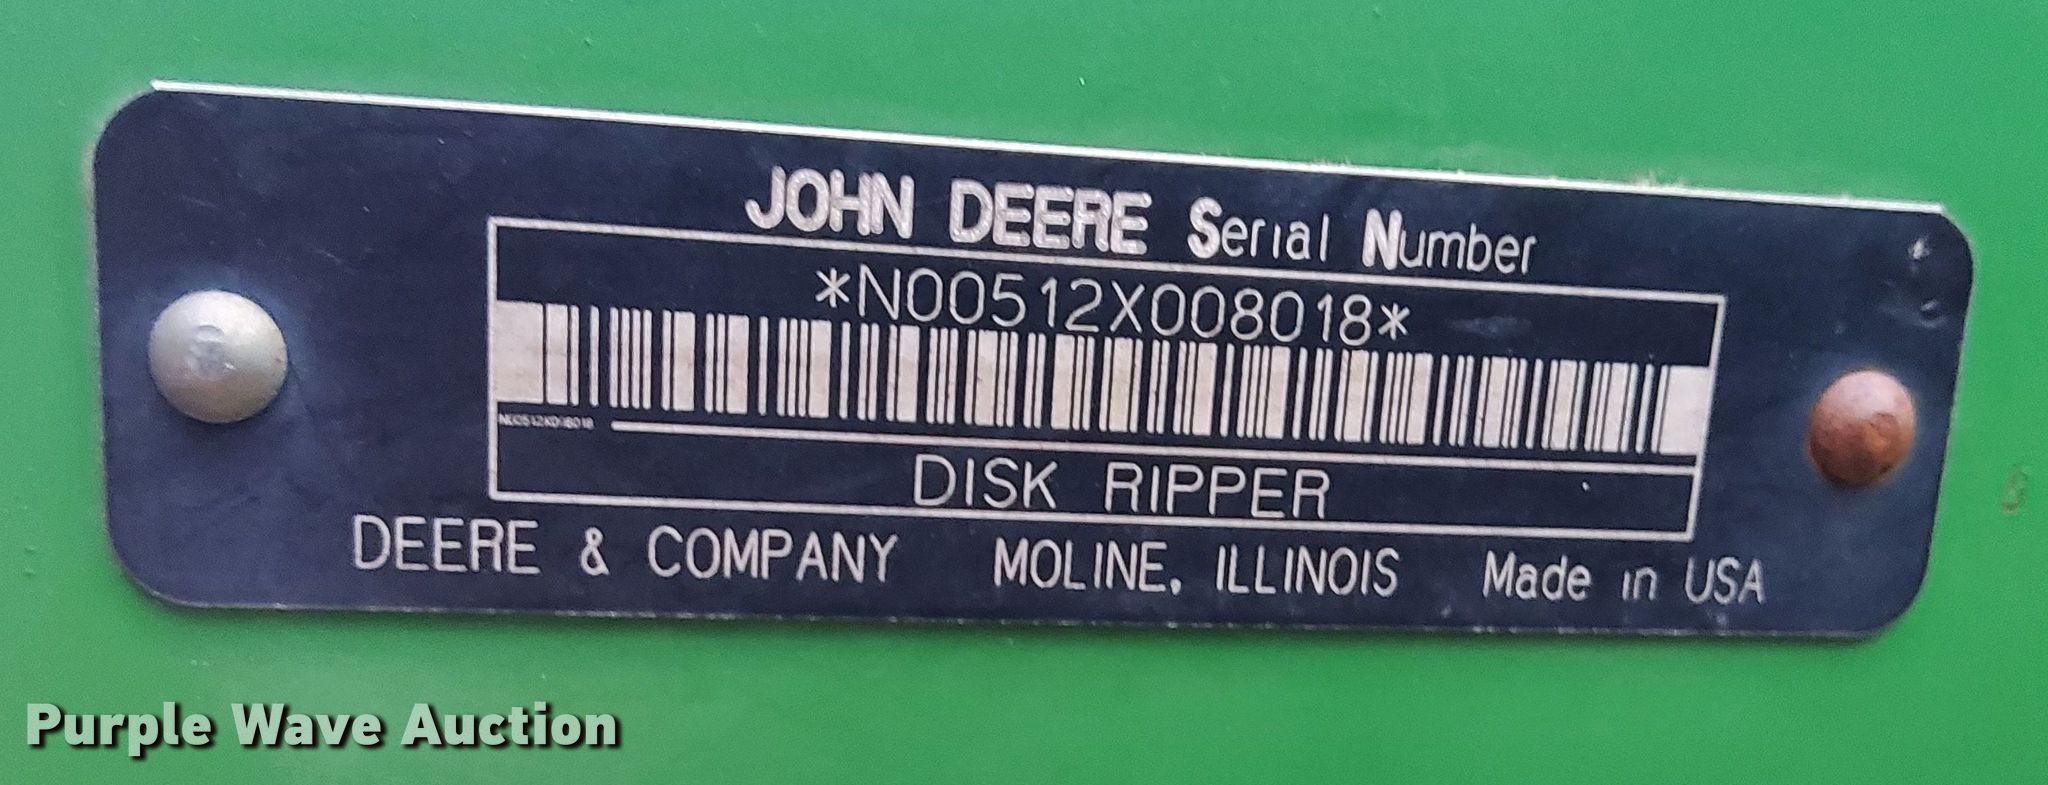 JOHN DEERE Serial Number
*N00512X008018*
DISK RIPPER
DEERE & COMPANY MOLINE, ILLINOIS Made in USA
Purple Wave Auction